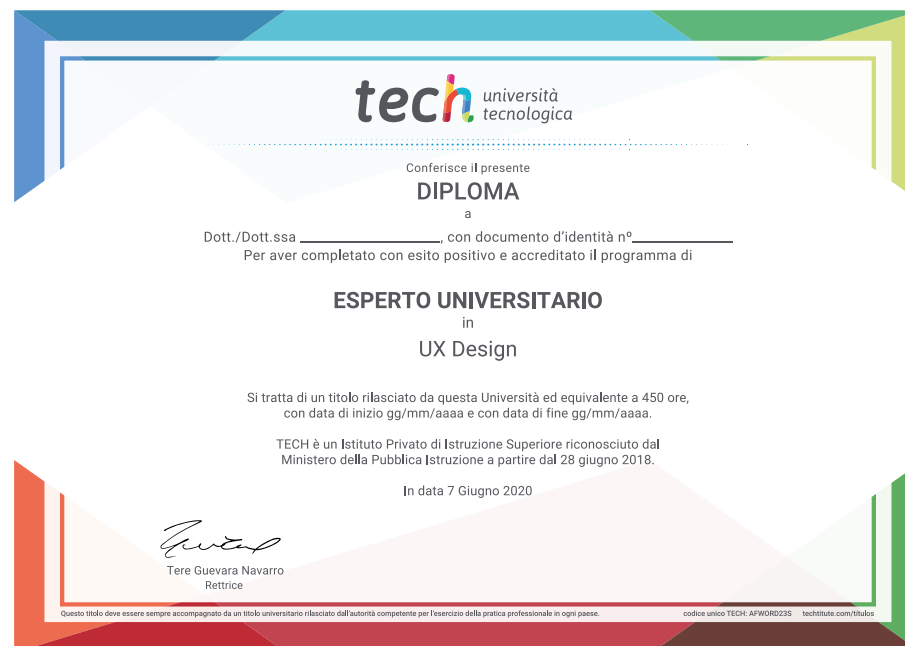 tech università
tecnologica
Conferisce il presente
DIPLOMA
a
Dott./Dott.ssa ____________________, con documento d'identità nº______________
Per aver completato con esito positivo e accreditato il programma di
ESPERTO UNIVERSITARIO
in
UX Design
Si tratta di un titolo rilasciato da questa Università ed equivalente a 450 ore,
con data di inizio gg/mm/aaaa e con data di fine gg/mm/aaaa.
TECH è un Istituto Privato di Istruzione Superiore riconosciuto dal
Ministero della Pubblica Istruzione a partire dal 28 giugno 2018.
In data 7 Giugno 2020
Tere Guevara Navarro
Rettrice
Questo titolo deve essere sempre accompagnato da un titolo universitario rilasciato dall'autorità competente per l'esercizio della pratica professionale in ogni paese. codice unico TECH: AFWORD23S techtitute.com/titulos